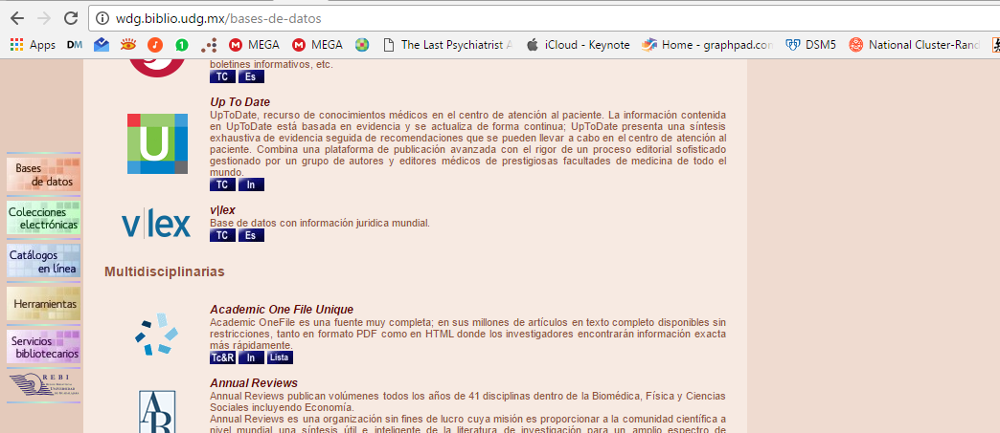 wdg.biblio.udg.mx/bases-de-datos
Apps DM 1 MEGA MEGA The Last Psychiatrist iCloud - Keynote Home - graphpad.com DSM5 National Cluster-Rand
boletines informativos, etc.
TC Es
Up To Date
UpToDate, recurso de conocimientos médicos en el centro de atención al paciente. La información contenida
en UpToDate está basada en evidencia y se actualiza de forma continua; UpToDate presenta una síntesis
exhaustiva de evidencia seguida de recomendaciones que se pueden llevar a cabo en el centro de atención al
paciente. Combina una plataforma de publicación avanzada con el rigor de un proceso editorial sofisticado
gestionado por un grupo de autores y editores médicos de prestigiosas facultades de medicina de todo el
mundo.
TC In
U
v|lex
v|lex
Base de datos con información juridica mundial.
TC Es
Multidisciplinarias
Academic One File Unique
Academic OneFile es una fuente muy completa; en sus millones de artículos en texto completo disponibles sin
restricciones, tanto en formato PDF como en HTML donde los investigadores encontrarán información exacta
más rápidamente.
Tc&R In Lista
Annual Reviews
Annual Reviews publican volúmenes todos los años de 41 disciplinas dentro de la Biomédica, Física y Ciencias
Sociales incluyendo Economía.
Annual Reviews es una organización sin fines de lucro cuya misión es proporcionar a la comunidad científica a
nivel mundial una síntesis útil e inteligente de la literatura de investigación para un amplio espectro de
AR
Bases
de datos
Colecciones
electrónicas
Catálogos
en línea
Herramientas
Servicios
bibliotecarios
REBI